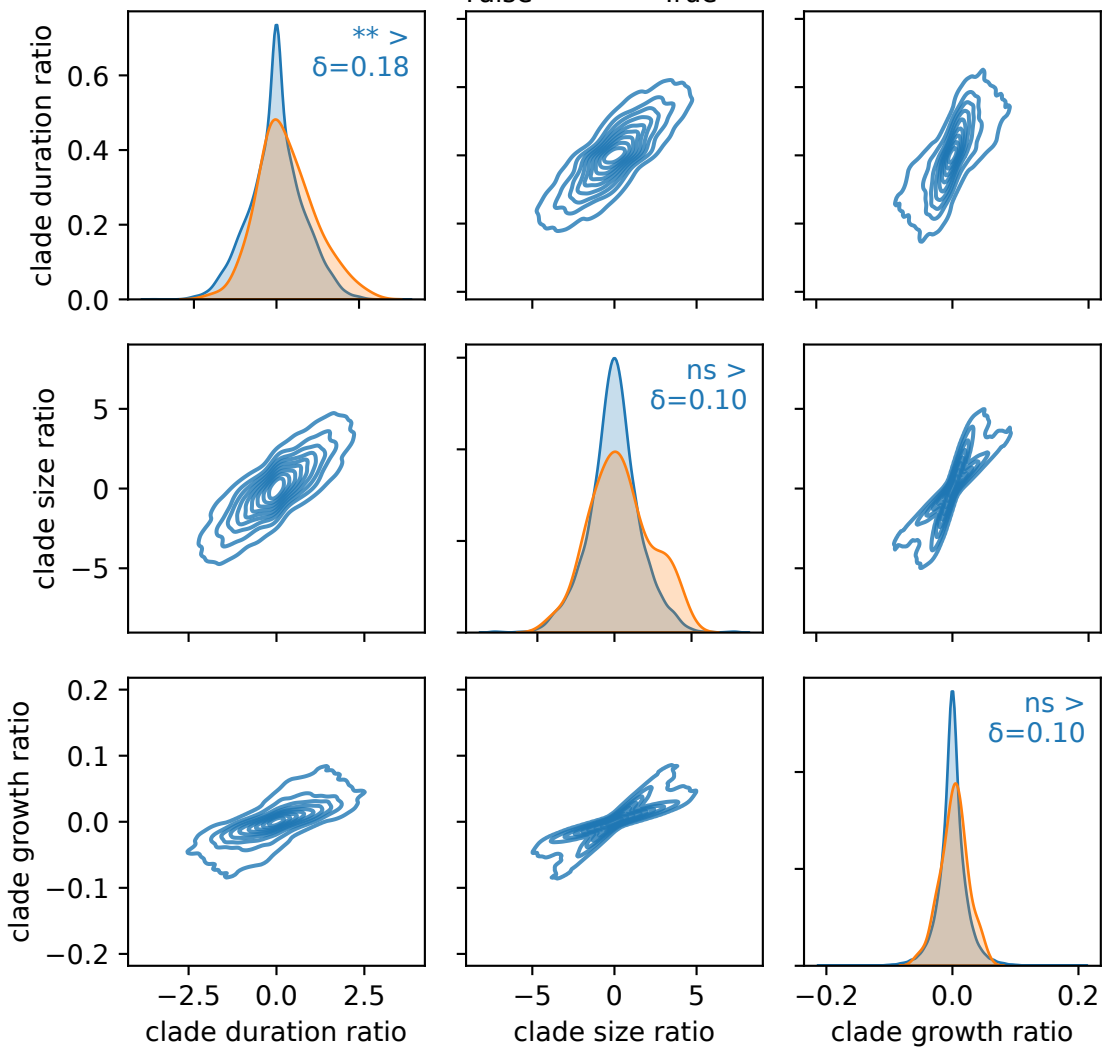 clade duration ratio
0.6
0.4
0.2
0.0
** >
δ=0.18
clade size ratio
5
0
−5
ns >
δ=0.10
clade growth ratio
0.2
0.1
0.0
−0.1
−0.2
ns >
δ=0.10
−2.5 0.0 2.5
−5 0 5
−0.2 0.0 0.2
clade duration ratio
clade size ratio
clade growth ratio